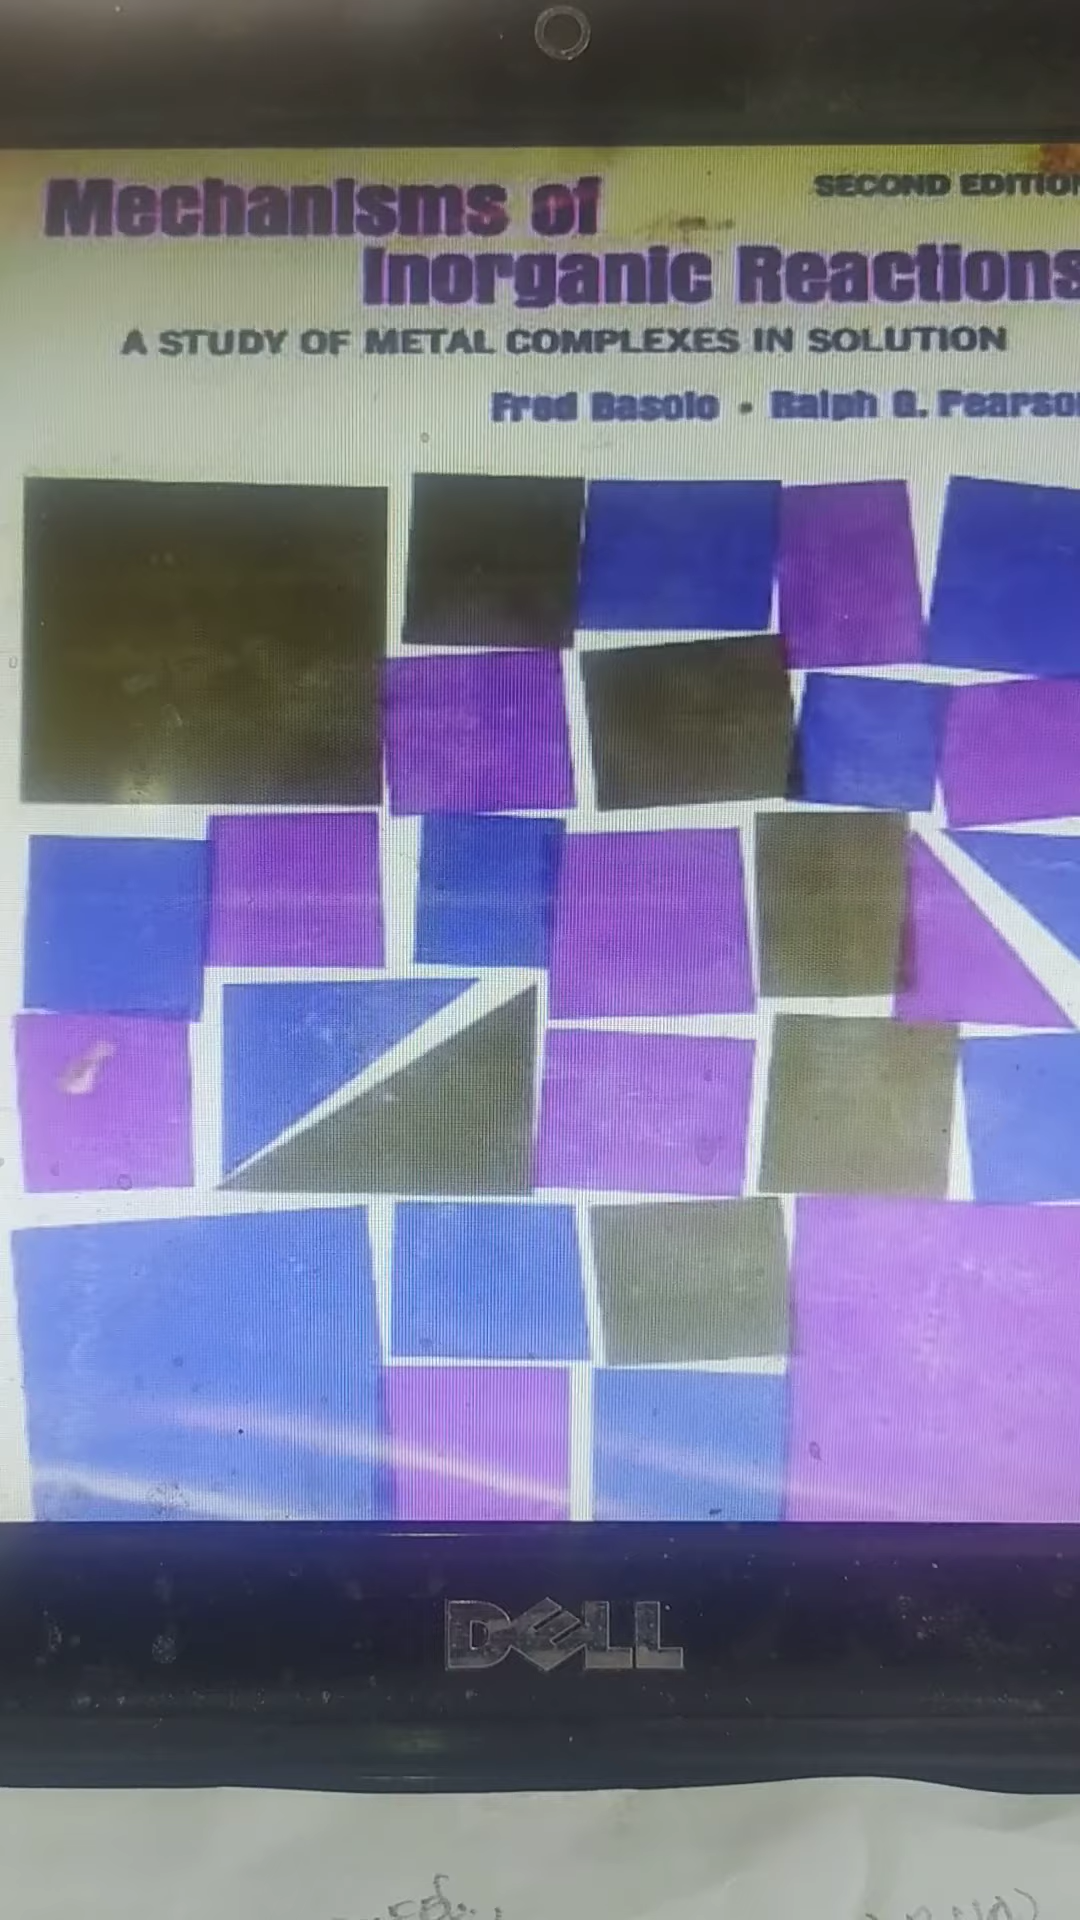 Mechanisms of
SECOND EDITION
Inorganic Reactions
A STUDY OF METAL COMPLEXES IN SOLUTION
Fred Basolo • Ralph G. Pearson
DELL